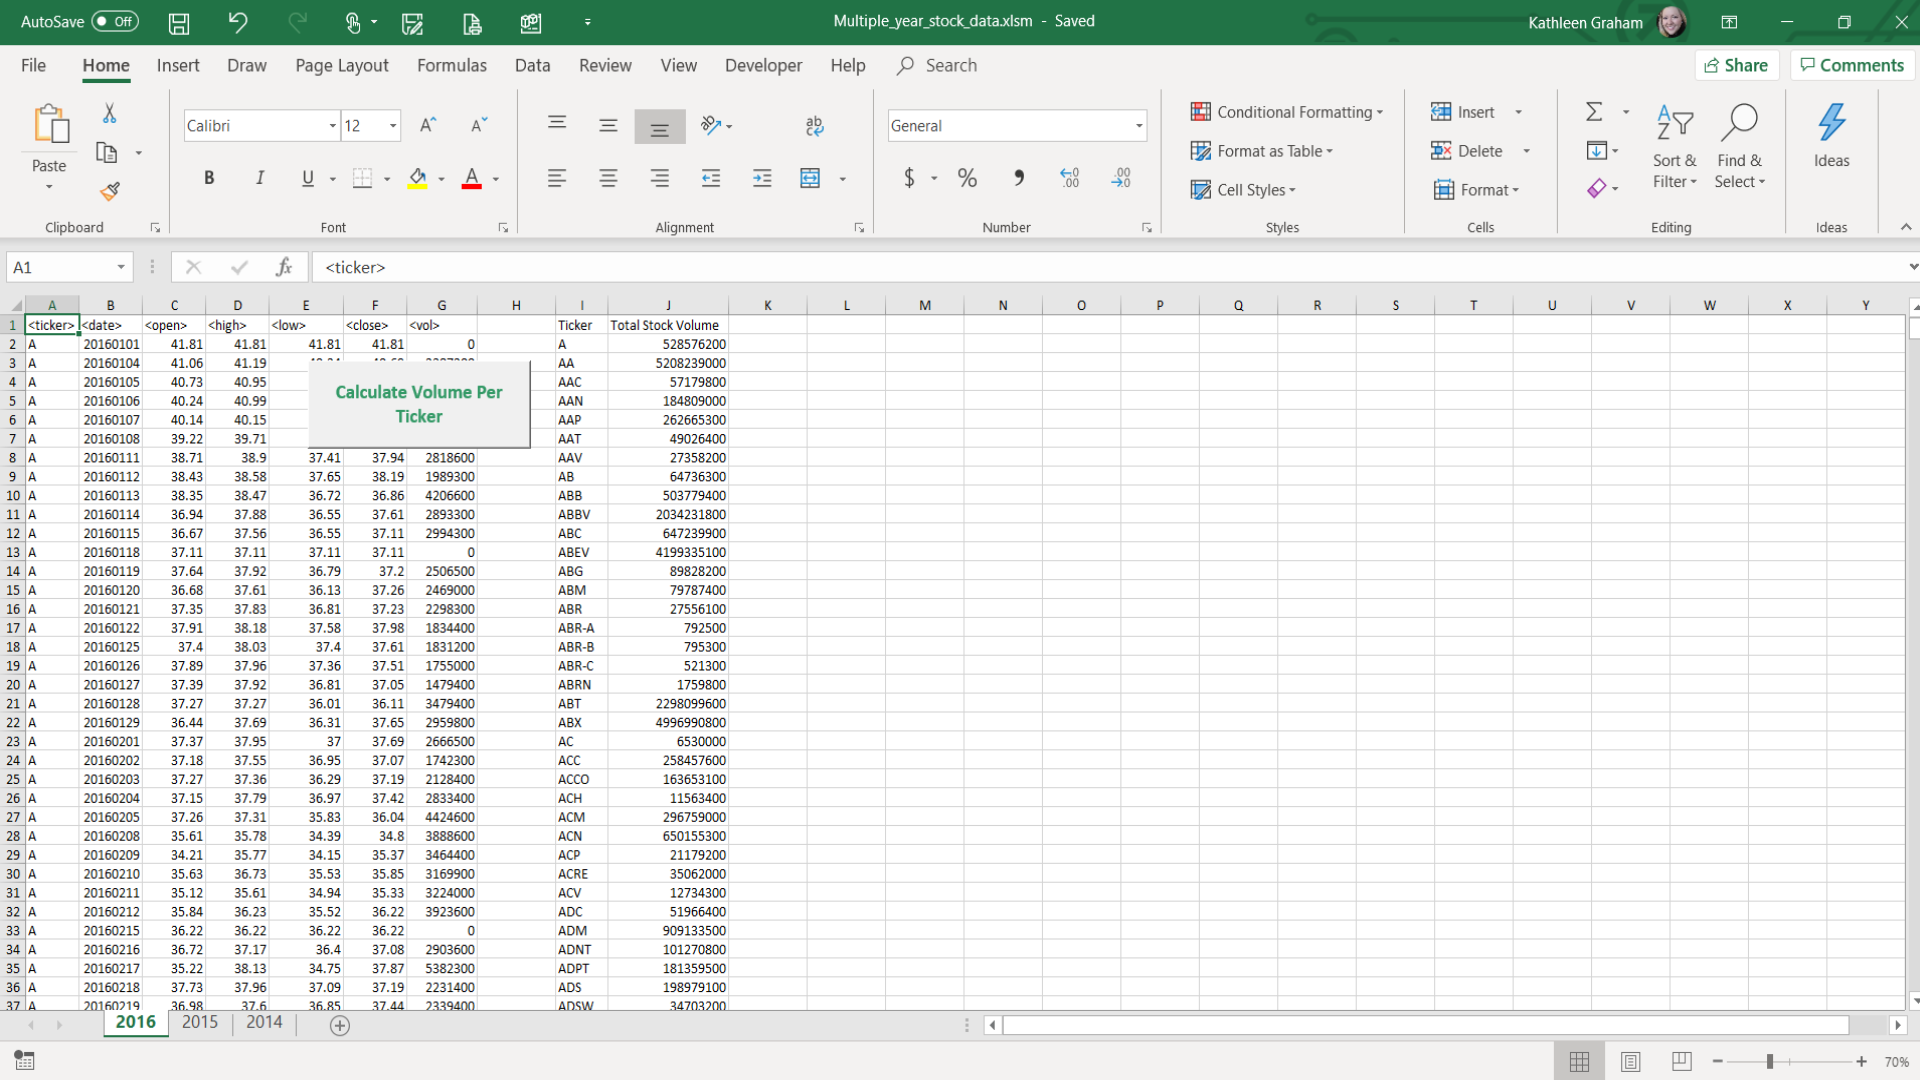 AutoSave Off Multiple_year_stock_data.xlsm - Saved Kathleen Graham
File Home Insert Draw Page Layout Formulas Data Review View Developer Help Search Share Comments
Calibri 12 General Conditional Formatting Insert
Paste Format as Table Delete Sort & Find & Ideas
B I U A $ % Cell Styles Format Filter Select
Clipboard Font Alignment Number Styles Cells Editing Ideas
A1 fx <ticker>
A B C D E F G H I J K L M N O P Q R S T U V W X Y
1 <ticker> <date> <open> <high> <low> <close> <vol> Ticker Total Stock Volume
2 A 20160101 41.81 41.81 41.81 41.81 0 A 528576200
3 A 20160104 41.06 41.19 AA 5208239000
4 A 20160105 40.73 40.95 AAC 57179800
Calculate Volume Per
5 A 20160106 40.24 40.99 AAN 184809000
Ticker
6 A 20160107 40.14 40.15 AAP 262665300
7 A 20160108 39.22 39.71 AAT 49026400
8 A 20160111 38.71 38.9 37.41 37.94 2818600 AAV 27358200
9 A 20160112 38.43 38.58 37.65 38.19 1989300 AB 64736300
10 A 20160113 38.35 38.47 36.72 36.86 4206600 ABB 503779400
11 A 20160114 36.94 37.88 36.55 37.61 2893300 ABBV 2034231800
12 A 20160115 36.67 37.56 36.55 37.11 2994300 ABC 647239900
13 A 20160118 37.11 37.11 37.11 37.11 0 ABEV 4199335100
14 A 20160119 37.64 37.92 36.79 37.2 2506500 ABG 89828200
15 A 20160120 36.68 37.61 36.13 37.26 2469000 ABM 79787400
16 A 20160121 37.35 37.83 36.81 37.23 2298300 ABR 27556100
17 A 20160122 37.91 38.18 37.58 37.98 1834400 ABR-A 792500
18 A 20160125 37.4 38.03 37.4 37.61 1831200 ABR-B 795300
19 A 20160126 37.89 37.96 37.36 37.51 1755000 ABR-C 521300
20 A 20160127 37.39 37.92 36.81 37.05 1479400 ABRN 1759800
21 A 20160128 37.27 37.27 36.01 36.11 3479400 ABT 2298099600
22 A 20160129 36.44 37.69 36.31 37.65 2959800 ABX 4996990800
23 A 20160201 37.37 37.95 37 37.69 2666500 AC 6530000
24 A 20160202 37.18 37.55 36.95 37.07 1742300 ACC 258457600
25 A 20160203 37.27 37.36 36.29 37.19 2128400 ACCO 163653100
26 A 20160204 37.15 37.79 36.97 37.42 2833400 ACH 11563400
27 A 20160205 37.26 37.31 35.83 36.04 4424600 ACM 296759000
28 A 20160208 35.61 35.78 34.39 34.8 3888600 ACN 650155300
29 A 20160209 34.21 35.77 34.15 35.37 3464400 ACP 21179200
30 A 20160210 35.63 36.73 35.53 35.85 3169900 ACRE 35062000
31 A 20160211 35.12 35.61 34.94 35.33 3224000 ACV 12734300
32 A 20160212 35.84 36.23 35.52 36.22 3923600 ADC 51966400
33 A 20160215 36.22 36.22 36.22 36.22 0 ADM 909133500
34 A 20160216 36.72 37.17 36.4 37.08 2903600 ADNT 101270800
35 A 20160217 35.22 38.13 34.75 37.87 5382300 ADPT 181359500
36 A 20160218 37.73 37.96 37.09 37.19 2231400 ADS 198979100
37 A 20160219 36.98 37.6 36.85 37.44 2339400 ADSW 34703200
2016 2015 2014
70%